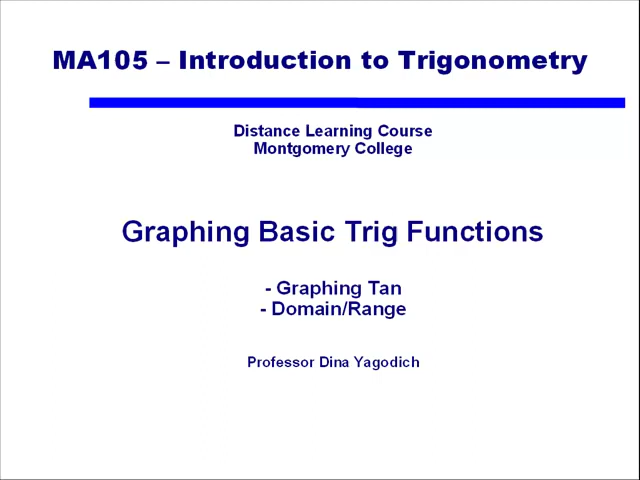 MA105 – Introduction to Trigonometry
Distance Learning Course
Montgomery College
Graphing Basic Trig Functions
- Graphing Tan
- Domain/Range
Professor Dina Yagodich